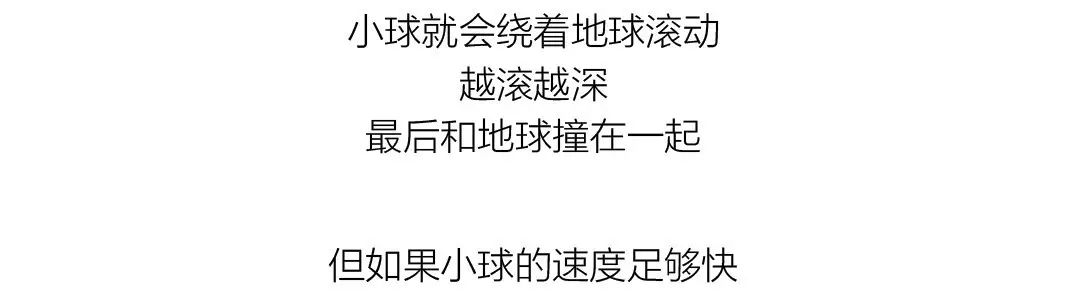 小球就会绕着地球滚动
越滚越深
最后和地球撞在一起
但如果小球的速度足够快